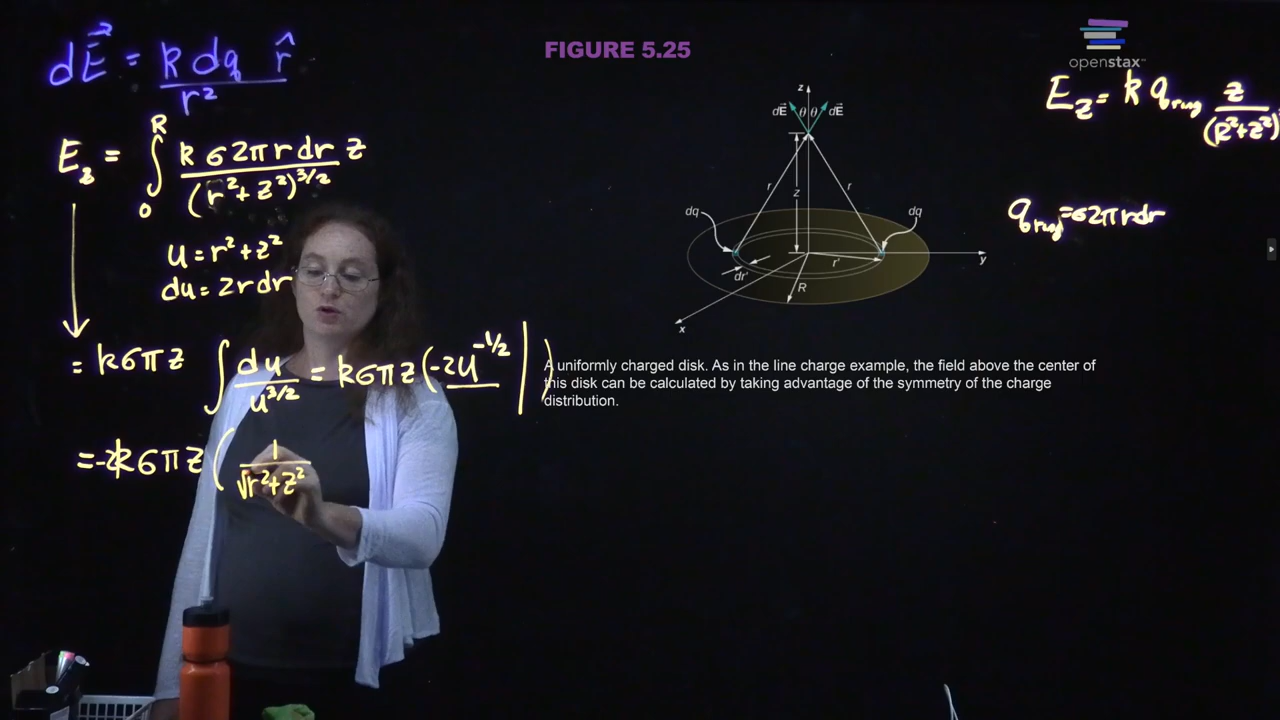 dE⃗ = k dq r̂ / r²
E_z = ∫₀ᴿ k σ2πr dr z / (r² + z²)^3/2
u = r² + z²
du = 2r dr
= kσπz ∫ du / u^3/2 = kσπz (-2u^-1/2 | )
= -2kσπz ( 1 / √r²+z²
FIGURE 5.25
openstax™
z
dE⃗ θ θ dE⃗
r z r
dq dq
r'
y
dr'
R
x
A uniformly charged disk. As in the line charge example, the field above the center of
this disk can be calculated by taking advantage of the symmetry of the charge
distribution.
E_z = k q_ring z / (R²+z²)
q_ring = σ2πrdr